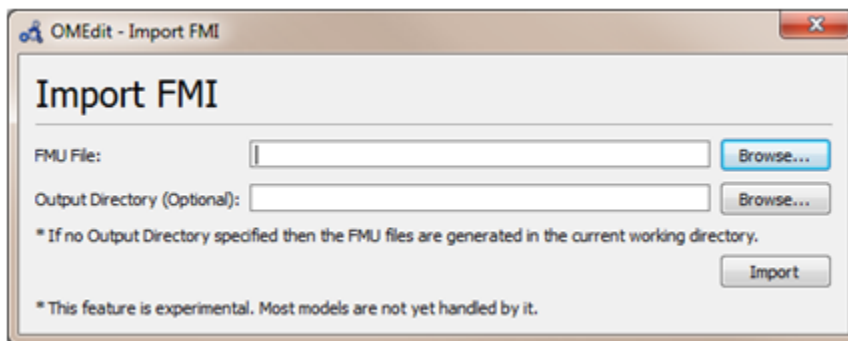 OMEdit - Import FMI
Import FMI
FMU File: Browse...
Output Directory (Optional): Browse...
* If no Output Directory specified then the FMU files are generated in the current working directory.
Import
* This feature is experimental. Most models are not yet handled by it.